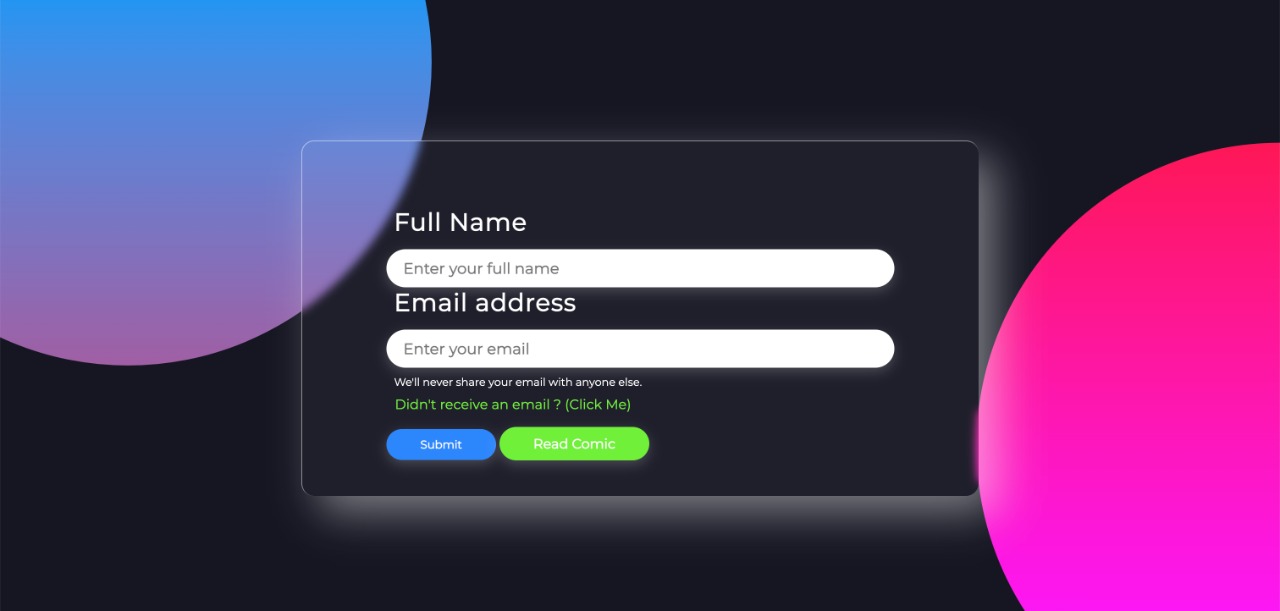 Full Name
Enter your full name
Email address
Enter your email
We'll never share your email with anyone else.
Didn't receive an email ? (Click Me)
Submit Read Comic